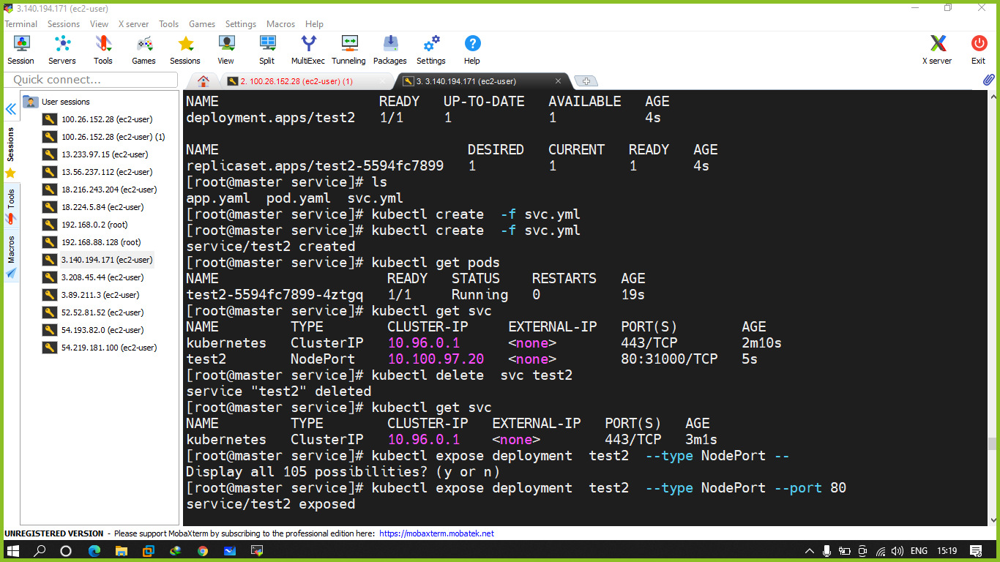 3.140.194.171 (ec2-user)
Terminal Sessions View X server Tools Games Settings Macros Help
Session Servers Tools Games Sessions View Split MultiExec Tunneling Packages Settings Help X server Exit
Quick connect...
2. 100.26.152.28 (ec2-user) (1)
3. 3.140.194.171 (ec2-user)
Sessions
Tools
Macros
User sessions
100.26.152.28 (ec2-user)
100.26.152.28 (ec2-user) (1)
13.233.97.15 (ec2-user)
13.56.237.112 (ec2-user)
18.216.243.204 (ec2-user)
18.224.5.84 (ec2-user)
192.168.0.2 (root)
192.168.88.128 (root)
3.140.194.171 (ec2-user)
3.208.45.44 (ec2-user)
3.89.211.3 (ec2-user)
52.52.81.52 (ec2-user)
54.193.82.0 (ec2-user)
54.219.181.100 (ec2-user)
NAME READY UP-TO-DATE AVAILABLE AGE
deployment.apps/test2 1/1 1 1 4s
NAME DESIRED CURRENT READY AGE
replicaset.apps/test2-5594fc7899 1 1 1 4s
[root@master service]# ls
app.yaml pod.yaml svc.yml
[root@master service]# kubectl create -f svc.yml
[root@master service]# kubectl create -f svc.yml
service/test2 created
[root@master service]# kubectl get pods
NAME READY STATUS RESTARTS AGE
test2-5594fc7899-4ztgq 1/1 Running 0 19s
[root@master service]# kubectl get svc
NAME TYPE CLUSTER-IP EXTERNAL-IP PORT(S) AGE
kubernetes ClusterIP 10.96.0.1 <none> 443/TCP 2m10s
test2 NodePort 10.100.97.20 <none> 80:31000/TCP 5s
[root@master service]# kubectl delete svc test2
service "test2" deleted
[root@master service]# kubectl get svc
NAME TYPE CLUSTER-IP EXTERNAL-IP PORT(S) AGE
kubernetes ClusterIP 10.96.0.1 <none> 443/TCP 3m1s
[root@master service]# kubectl expose deployment test2 --type NodePort --
Display all 105 possibilities? (y or n)
[root@master service]# kubectl expose deployment test2 --type NodePort --port 80
service/test2 exposed
UNREGISTERED VERSION - Please support MobaXterm by subscribing to the professional edition here: https://mobaxterm.mobatek.net
ENG 15:19